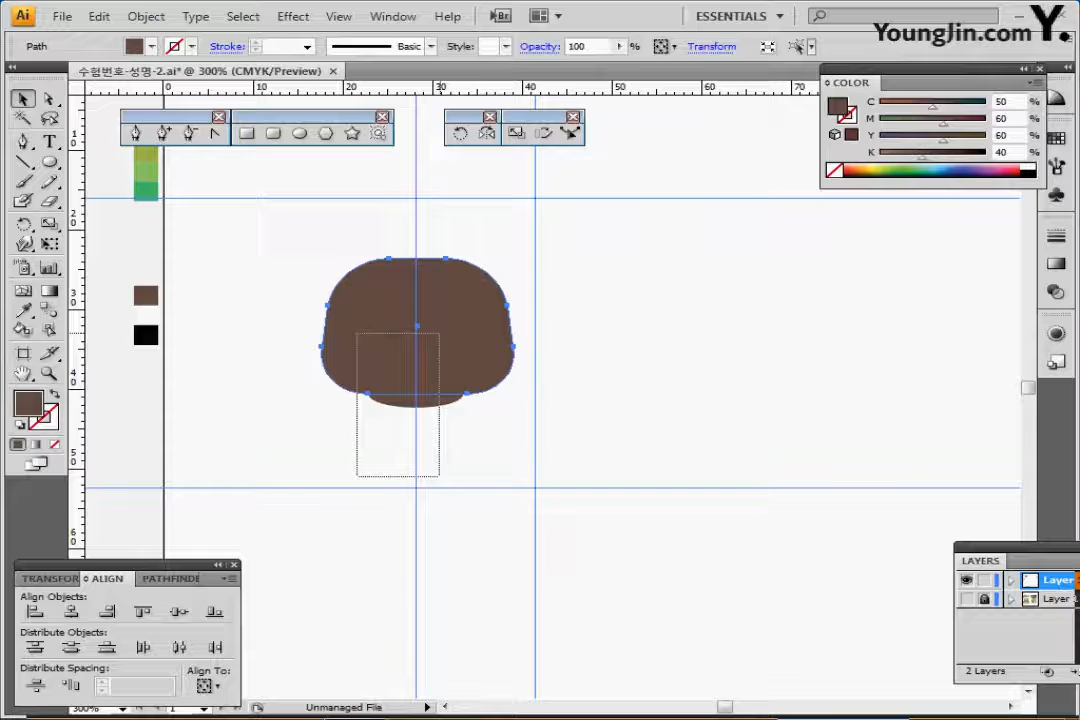 Ai File Edit Object Type Select Effect View Window Help Br ESSENTIALS
YoungJin.com Y.
Path Stroke: Basic Style: Opacity: 100 % Transform
수험번호-성명-2.ai* @ 300% (CMYK/Preview) ×
0 10 20 30 40 50 60 70
COLOR
C 50 %
M 60 %
Y 60 %
K 40 %
T
TRANSFOR ALIGN PATHFINDE
Align Objects:
Distribute Objects:
Distribute Spacing: Align To:
LAYERS
Layer
Layer
2 Layers
300% 1 Unmanaged File